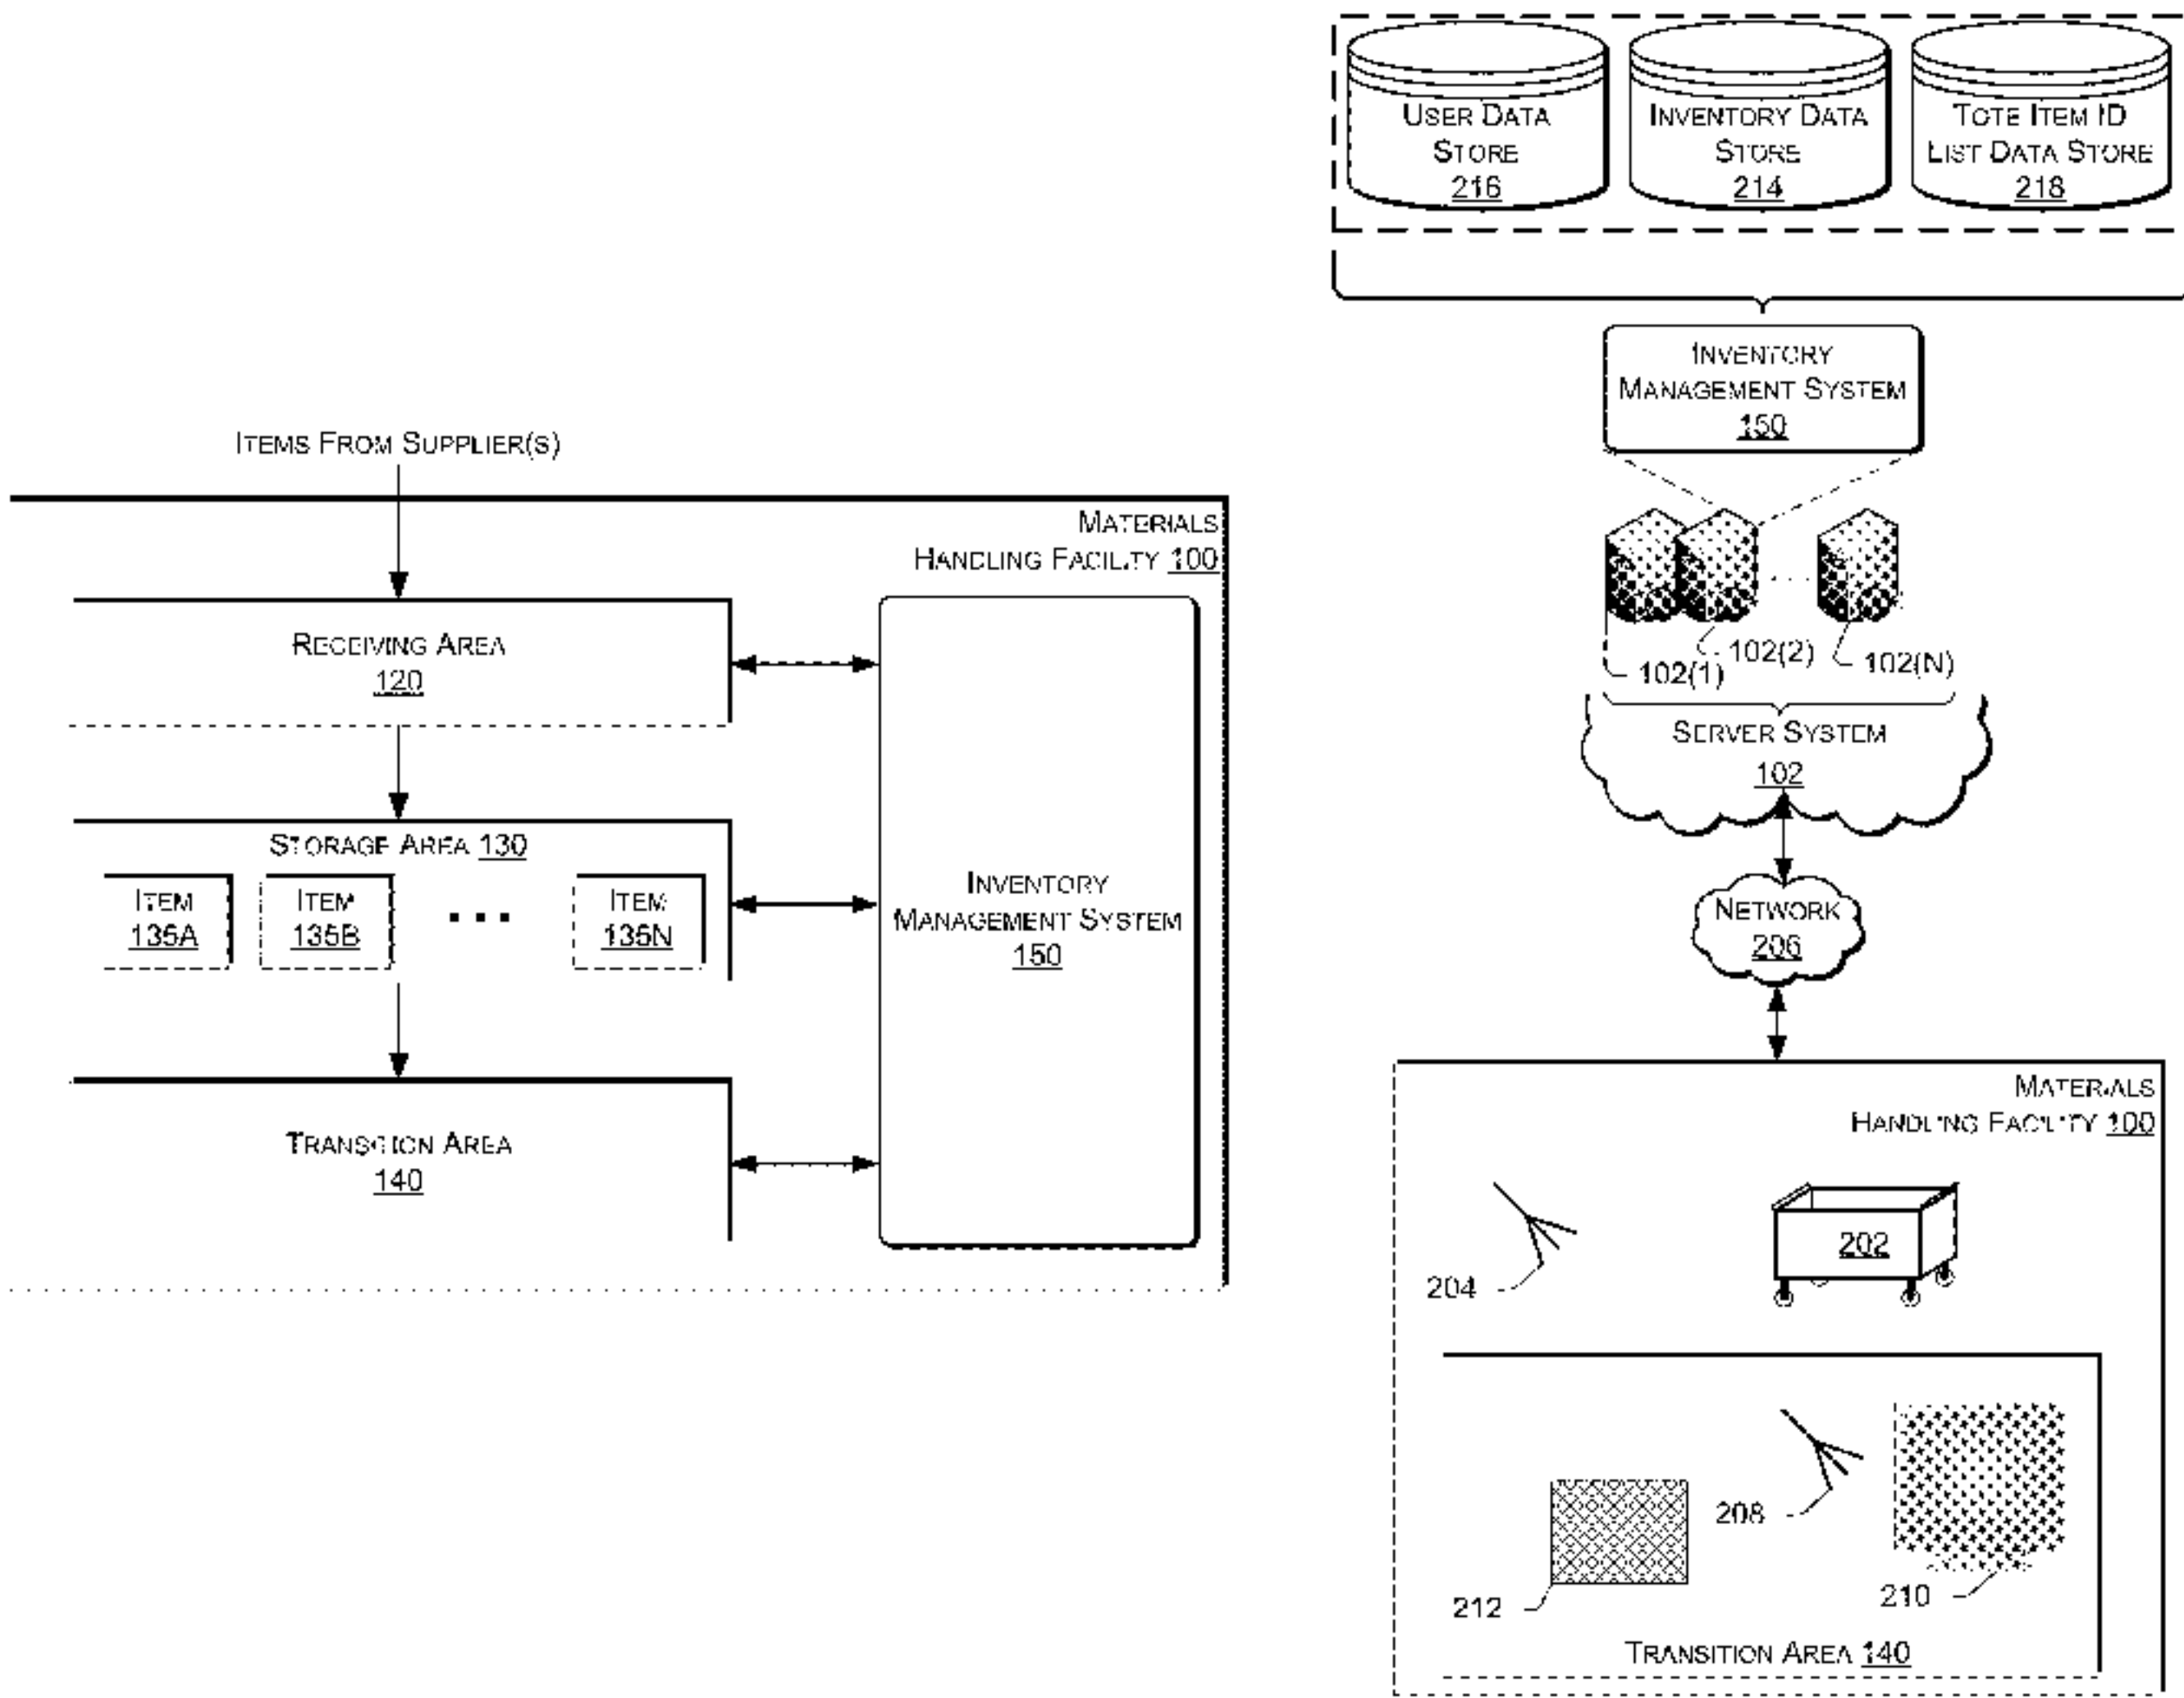 ITEMS FROM SUPPLIER(S)
MATERIALS
HANDLING FACILITY 100
RECEIVING AREA
120
STORAGE AREA 130
ITEM
135A
ITEM
135B
...
ITEM
135N
TRANSITION AREA
140
INVENTORY
MANAGEMENT SYSTEM
150
USER DATA
STORE
216
INVENTORY DATA
STORE
214
TOTE ITEM ID
LIST DATA STORE
218
INVENTORY
MANAGEMENT SYSTEM
150
102(1)
102(2)
102(N)
SERVER SYSTEM
102
NETWORK
206
MATERIALS
HANDLING FACILITY 100
204
202
208
210
212
TRANSITION AREA 140